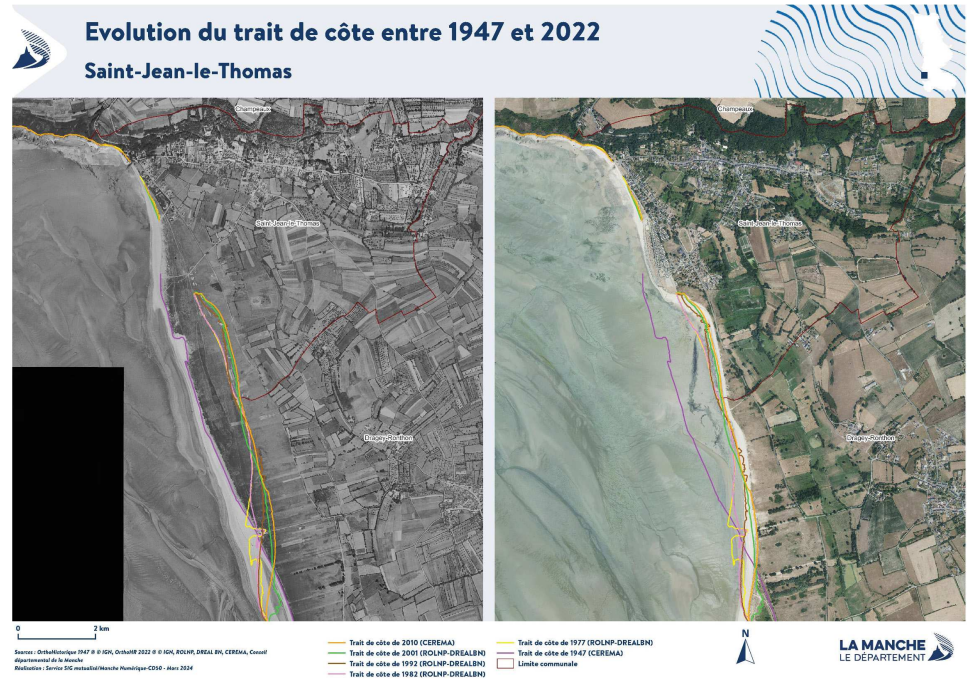 Evolution du trait de côte entre 1947 et 2022
Saint-Jean-le-Thomas
Champeaux
Saint-Jean-le-Thomas
Dragey-Ronthon
Champeaux
Saint-Jean-le-Thomas
Dragey-Ronthon
0 2 km
Sources : OrthoHistorique 1947 ® © IGN, OrthoHR 2022 ® © IGN, ROLNP, DREAL BN, CEREMA, Conseil
départemental de la Manche
Réalisation : Service SIG mutualisé/Manche Numérique-CD50 - Mars 2024
Trait de côte de 2010 (CEREMA)
Trait de côte de 2001 (ROLNP-DREALBN)
Trait de côte de 1992 (ROLNP-DREALBN)
Trait de côte de 1982 (ROLNP-DREALBN)
Trait de côte de 1977 (ROLNP-DREALBN)
Trait de côte de 1947 (CEREMA)
Limite communale
N
LA MANCHE
LE DÉPARTEMENT